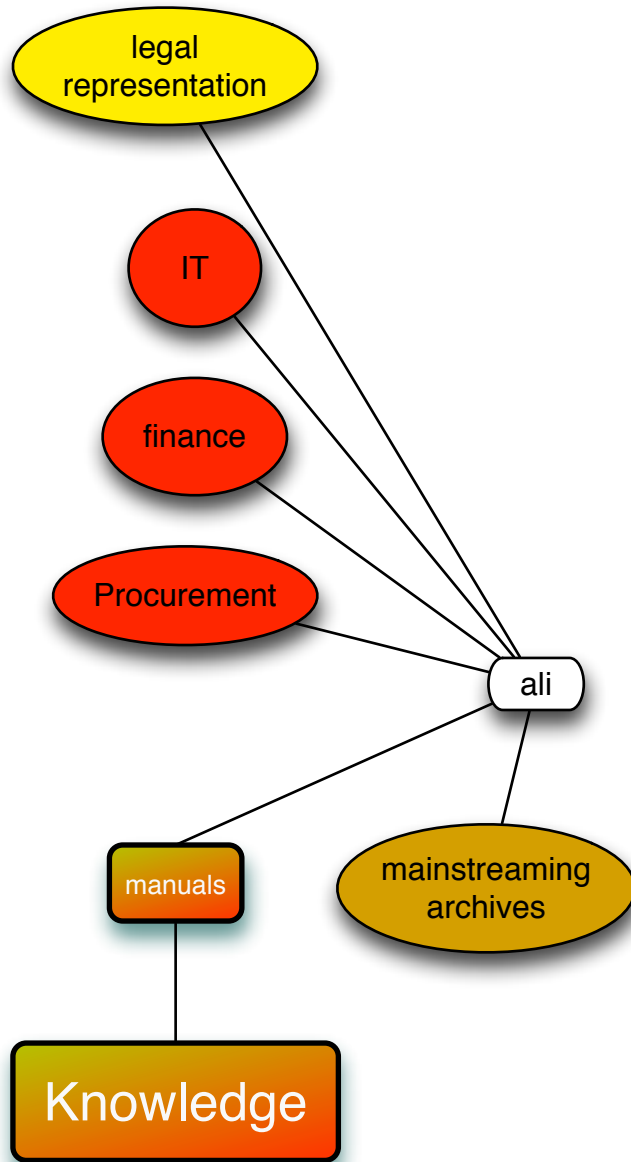 legal
representation
IT
finance
Procurement
ali
manuals
mainstreaming
archives
Knowledge